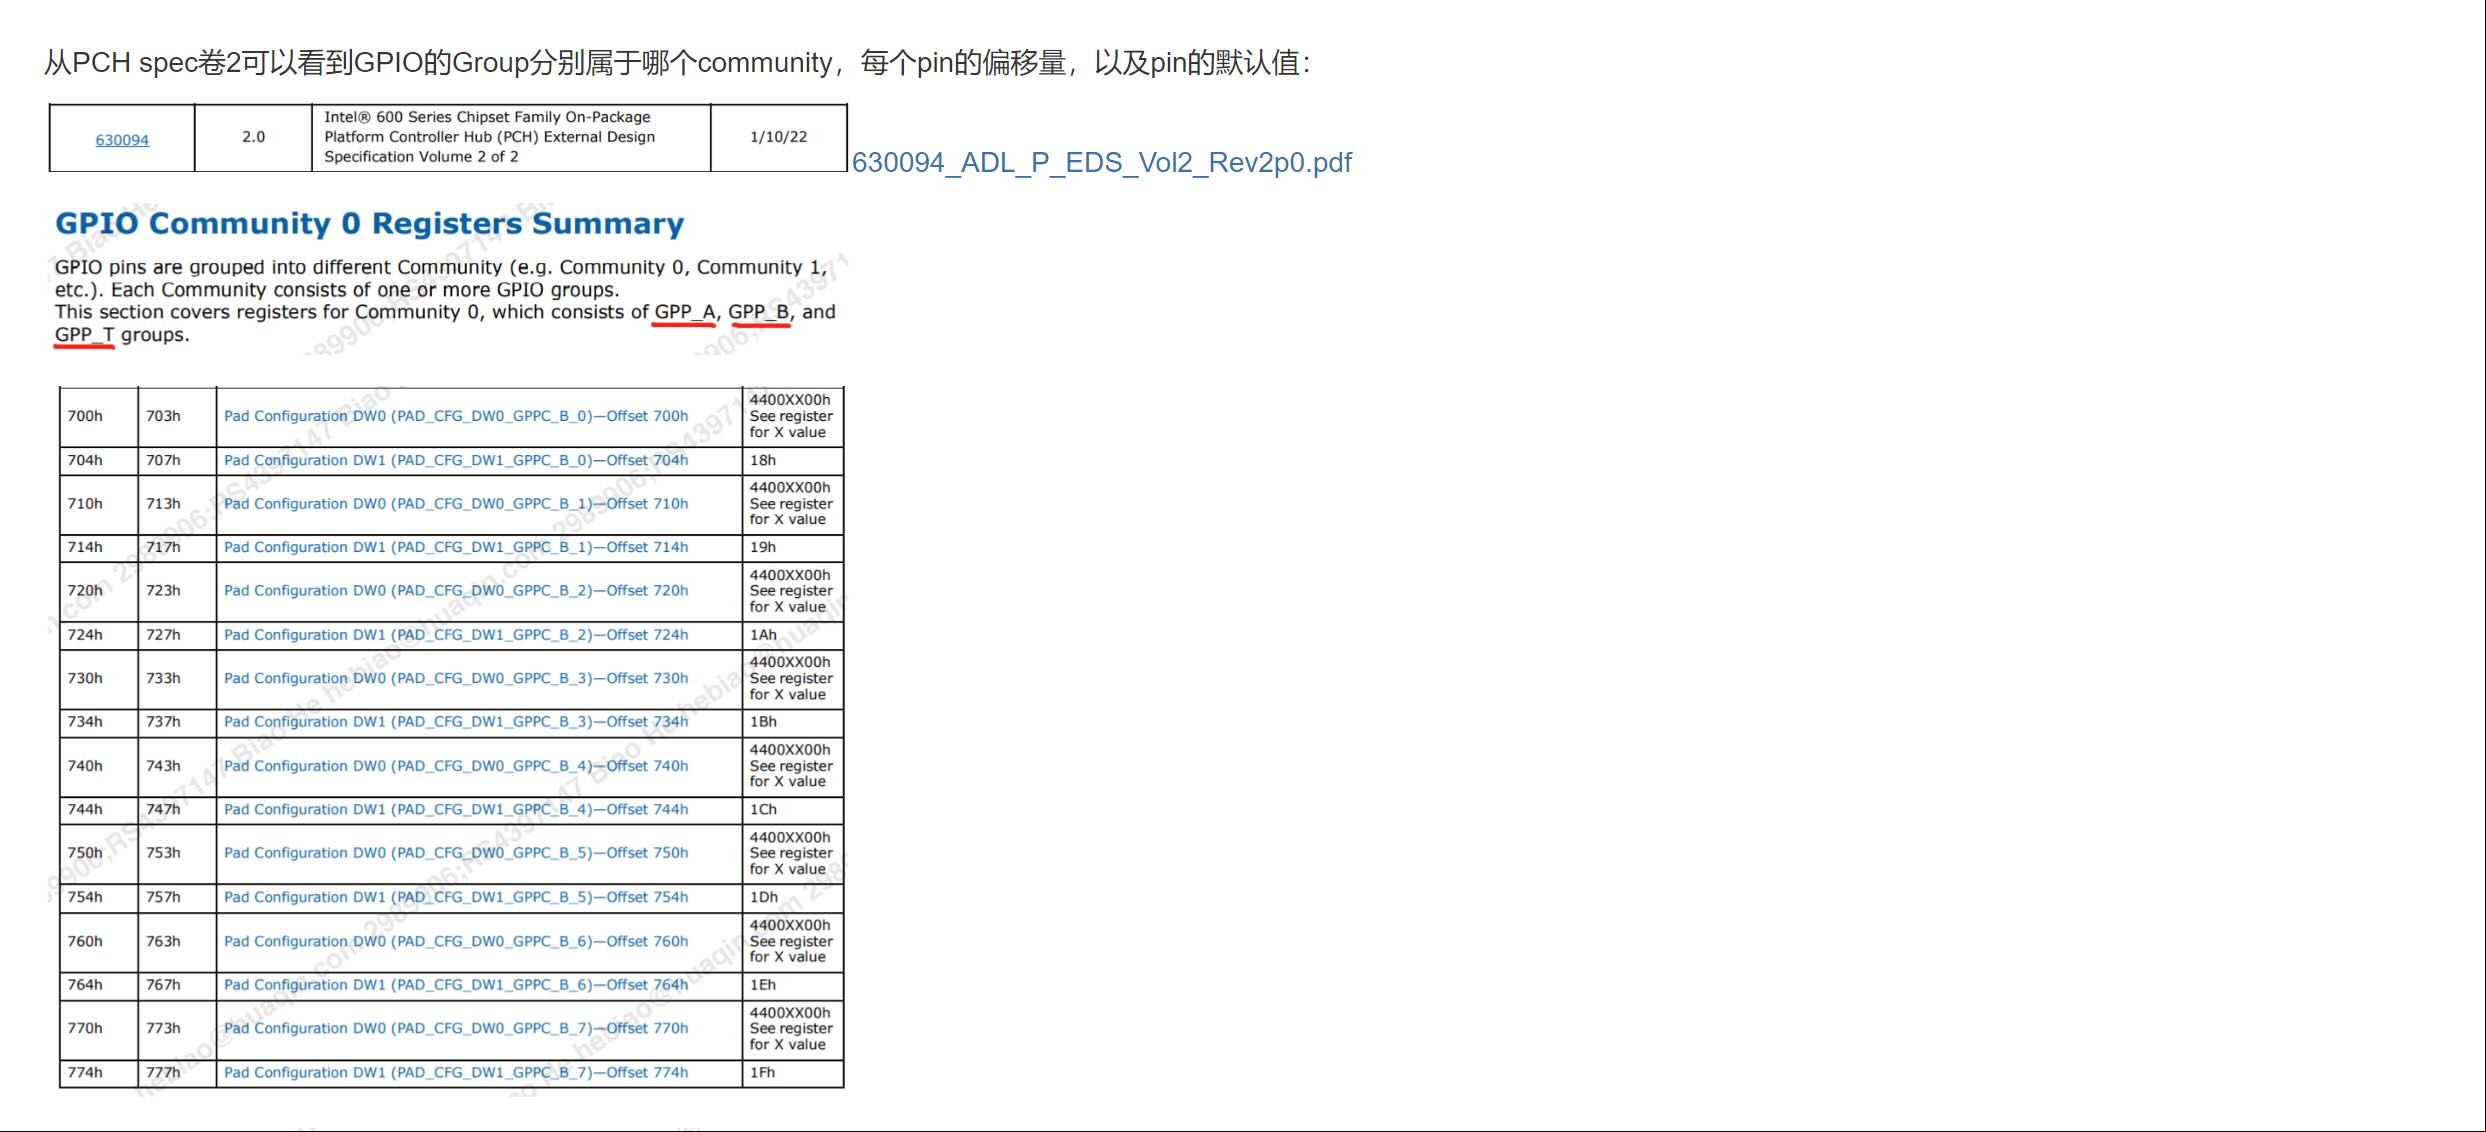 从PCH spec卷2可以看到GPIO的Group分别属于哪个community，每个pin的偏移量，以及pin的默认值：
630094 2.0 Intel® 600 Series Chipset Family On-Package
Platform Controller Hub (PCH) External Design
Specification Volume 2 of 2 1/10/22
630094_ADL_P_EDS_Vol2_Rev2p0.pdf
GPIO Community 0 Registers Summary
GPIO pins are grouped into different Community (e.g. Community 0, Community 1,
etc.). Each Community consists of one or more GPIO groups.
This section covers registers for Community 0, which consists of GPP_A, GPP_B, and
GPP_T groups.
700h 703h Pad Configuration DW0 (PAD_CFG_DW0_GPPC_B_0)—Offset 700h 4400XX00h
See register
for X value
704h 707h Pad Configuration DW1 (PAD_CFG_DW1_GPPC_B_0)—Offset 704h 18h
710h 713h Pad Configuration DW0 (PAD_CFG_DW0_GPPC_B_1)—Offset 710h 4400XX00h
See register
for X value
714h 717h Pad Configuration DW1 (PAD_CFG_DW1_GPPC_B_1)—Offset 714h 19h
720h 723h Pad Configuration DW0 (PAD_CFG_DW0_GPPC_B_2)—Offset 720h 4400XX00h
See register
for X value
724h 727h Pad Configuration DW1 (PAD_CFG_DW1_GPPC_B_2)—Offset 724h 1Ah
730h 733h Pad Configuration DW0 (PAD_CFG_DW0_GPPC_B_3)—Offset 730h 4400XX00h
See register
for X value
734h 737h Pad Configuration DW1 (PAD_CFG_DW1_GPPC_B_3)—Offset 734h 1Bh
740h 743h Pad Configuration DW0 (PAD_CFG_DW0_GPPC_B_4)—Offset 740h 4400XX00h
See register
for X value
744h 747h Pad Configuration DW1 (PAD_CFG_DW1_GPPC_B_4)—Offset 744h 1Ch
750h 753h Pad Configuration DW0 (PAD_CFG_DW0_GPPC_B_5)—Offset 750h 4400XX00h
See register
for X value
754h 757h Pad Configuration DW1 (PAD_CFG_DW1_GPPC_B_5)—Offset 754h 1Dh
760h 763h Pad Configuration DW0 (PAD_CFG_DW0_GPPC_B_6)—Offset 760h 4400XX00h
See register
for X value
764h 767h Pad Configuration DW1 (PAD_CFG_DW1_GPPC_B_6)—Offset 764h 1Eh
770h 773h Pad Configuration DW0 (PAD_CFG_DW0_GPPC_B_7)—Offset 770h 4400XX00h
See register
for X value
774h 777h Pad Configuration DW1 (PAD_CFG_DW1_GPPC_B_7)—Offset 774h 1Fh